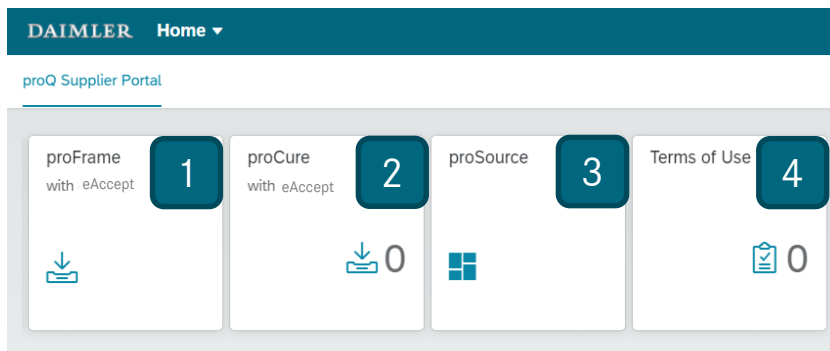 DAIMLER Home
proQ Supplier Portal
proFrame 1
with eAccept
proCure 2
with eAccept
0
proSource 3
Terms of Use 4
0